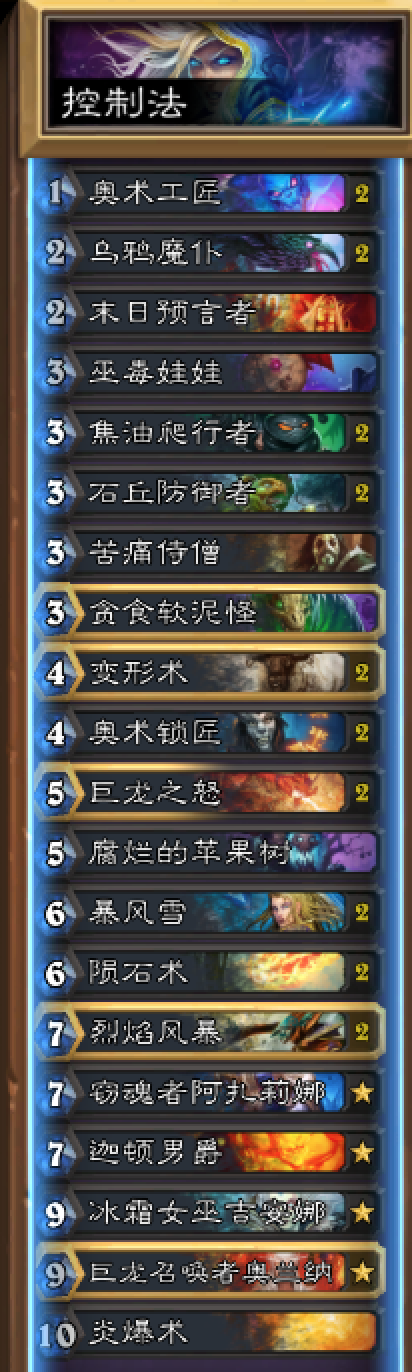 控制法
1 奥术工匠 2
2 乌鸦魔仆 2
2 末日预言者
3 巫毒娃娃
3 焦油爬行者 2
3 石丘防御者 2
3 苦痛侍僧
3 贪食软泥怪
4 变形术 2
4 奥术锁匠 2
5 巨龙之怒 2
5 腐烂的苹果树
6 暴风雪 2
6 陨石术 2
7 烈焰风暴 2
7 窃魂者阿扎莉娜
7 迦顿男爵
9 冰霜女巫吉安娜
9 巨龙召唤者奥兰纳
10 炎爆术